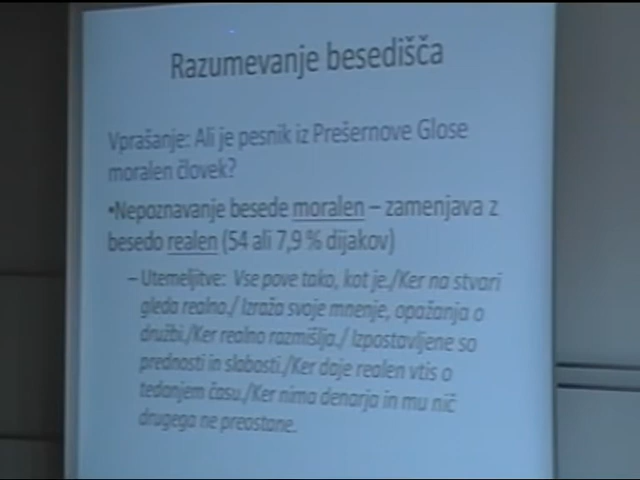 Razumevanje besedišča
Vprašanje: Ali je pesnik iz Prešernove Glose
moralen človek?
•Nepoznavanje besede moralen – zamenjava z
besedo realen (54 ali 7,9 % dijakov)
– Utemeljitve: Vse pove tako, kot je./Ker na stvari
gleda realno./ Izraža svoje mnenje, opažanja o
družbi./Ker realno razmišlja./ Izpostavljene so
prednosti in slabosti./Ker daje realen vtis o
tedanjem času./Ker nima denarja in mu nič
drugega ne preostane.